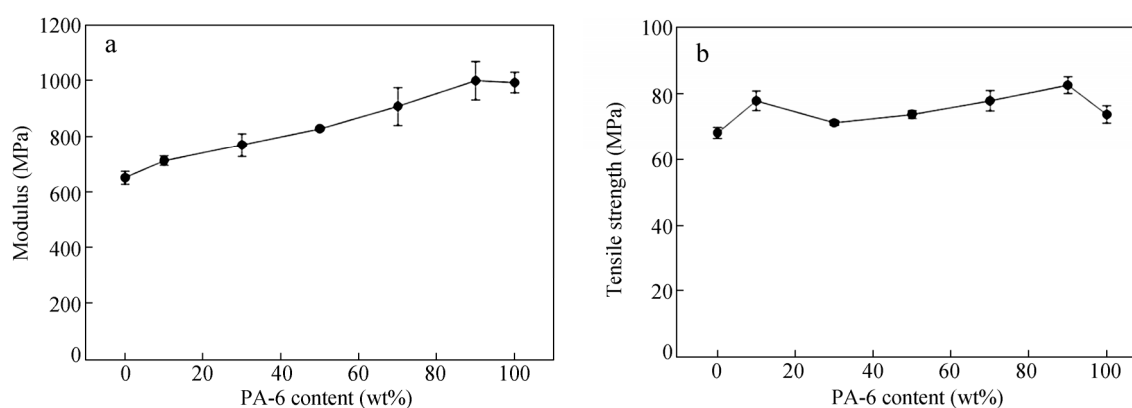 a
1200
1000
800
600
400
200
0
Modulus (MPa)
0 20 40 60 80 100
PA-6 content (wt%)
b
100
80
60
40
20
0
Tensile strength (MPa)
0 20 40 60 80 100
PA-6 content (wt%)